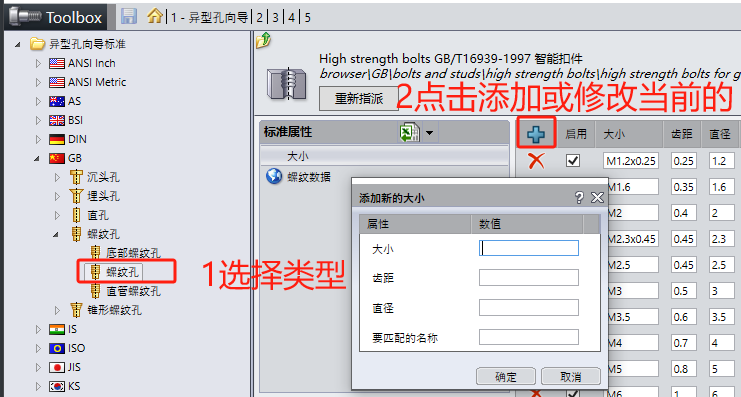 Toolbox 1 - 异型孔向导 2 3 4 5
异型孔向导标准
ANSI Inch
ANSI Metric
AS
BSI
DIN
GB
沉头孔
埋头孔
直孔
螺纹孔
底部螺纹孔
螺纹孔
直管螺纹孔
锥形螺纹孔
IS
ISO
JIS
KS
1选择类型
High strength bolts GB/T16939-1997 智能扣件
browser\GB\bolts and studs\high strength bolts\high strength bolts for g
重新指派
2点击添加或修改当前的
标准属性
大小
螺纹数据
启用 大小 齿距 直径
M1.2x0.25 0.25 1.2
M1.6 0.35 1.6
M2 0.4 2
M2.3x0.45 0.45 2.3
M2.5 0.45 2.5
M3 0.5 3
M3.5 0.6 3.5
M4 0.7 4
M5 0.8 5
M6 1 6
添加新的大小
属性 数值
大小
齿距
直径
要匹配的名称
确定 取消